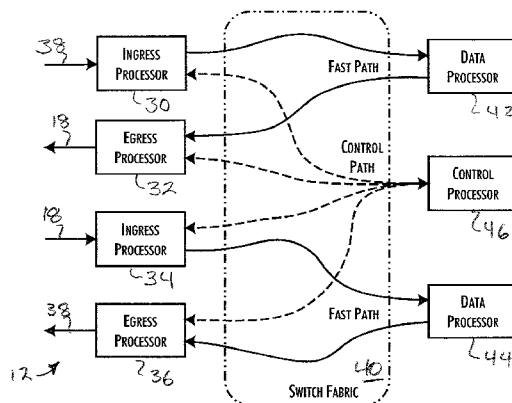 38
INGRESS
PROCESSOR
30
FAST PATH
DATA
PROCESSOR
42
18
EGRESS
PROCESSOR
32
CONTROL
PATH
CONTROL
PROCESSOR
46
18
INGRESS
PROCESSOR
34
38
EGRESS
PROCESSOR
36
FAST PATH
DATA
PROCESSOR
44
12
40
SWITCH FABRIC